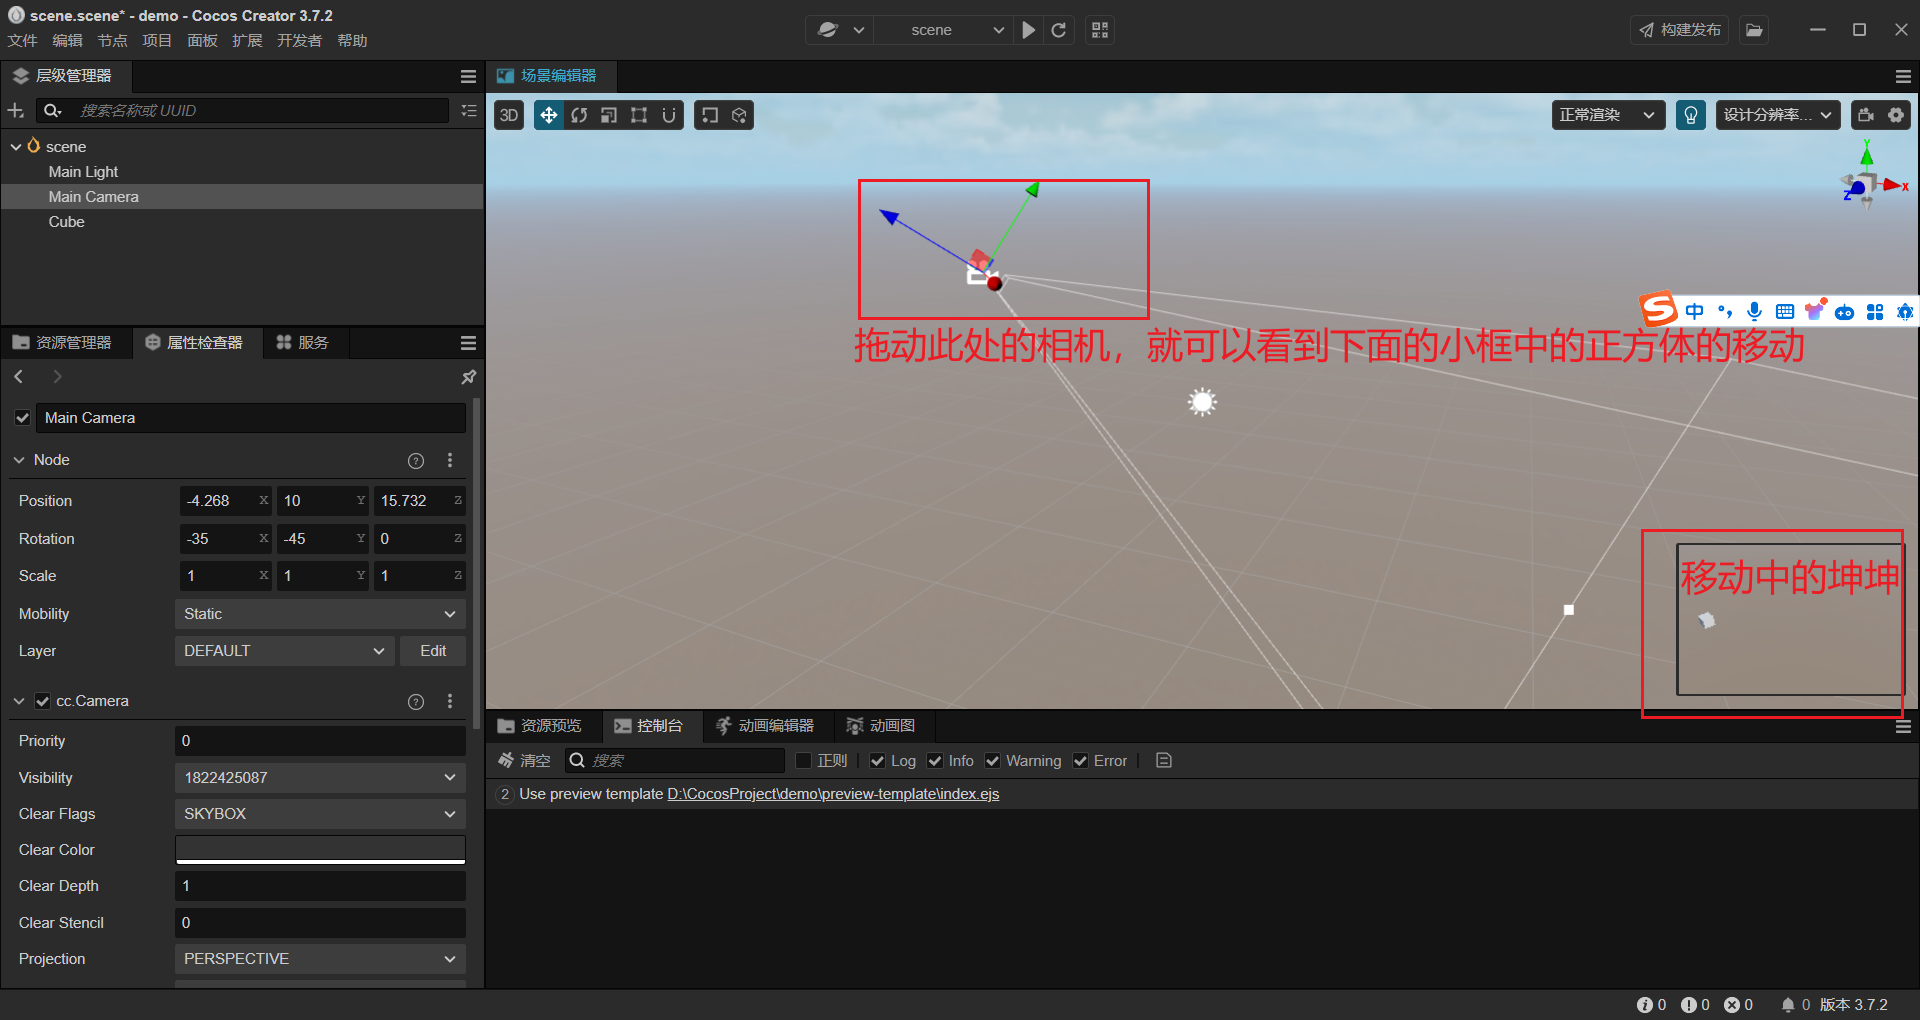 scene.scene* - demo - Cocos Creator 3.7.2
文件 编辑 节点 项目 面板 扩展 开发者 帮助
scene
构建发布
层级管理器
搜索名称或 UUID
scene
Main Light
Main Camera
Cube
资源管理器 属性检查器 服务
Main Camera
Node
Position -4.268 X 10 Y 15.732 Z
Rotation -35 X -45 Y 0 Z
Scale 1 X 1 Y 1 Z
Mobility Static
Layer DEFAULT Edit
cc.Camera
Priority 0
Visibility 1822425087
Clear Flags SKYBOX
Clear Color
Clear Depth 1
Clear Stencil 0
Projection PERSPECTIVE
场景编辑器
3D 正常渲染 设计分辨率...
Y
X
Z
S 中
拖动此处的相机，就可以看到下面的小框中的正方体的移动
移动中的坤坤
资源预览 控制台 动画编辑器 动画图
清空 搜索 正则 Log Info Warning Error
2 Use preview template D:\CocosProject\demo\preview-template\index.ejs
0 0 0 0 版本 3.7.2